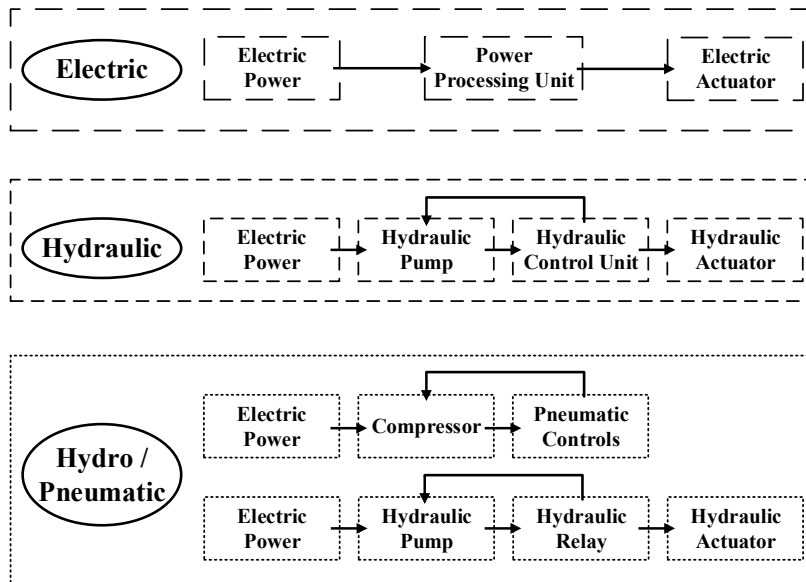 Electric
Electric
Power
Power
Processing Unit
Electric
Actuator
Hydraulic
Electric
Power
Hydraulic
Pump
Hydraulic
Control Unit
Hydraulic
Actuator
Hydro /
Pneumatic
Electric
Power
Compressor
Pneumatic
Controls
Electric
Power
Hydraulic
Pump
Hydraulic
Relay
Hydraulic
Actuator